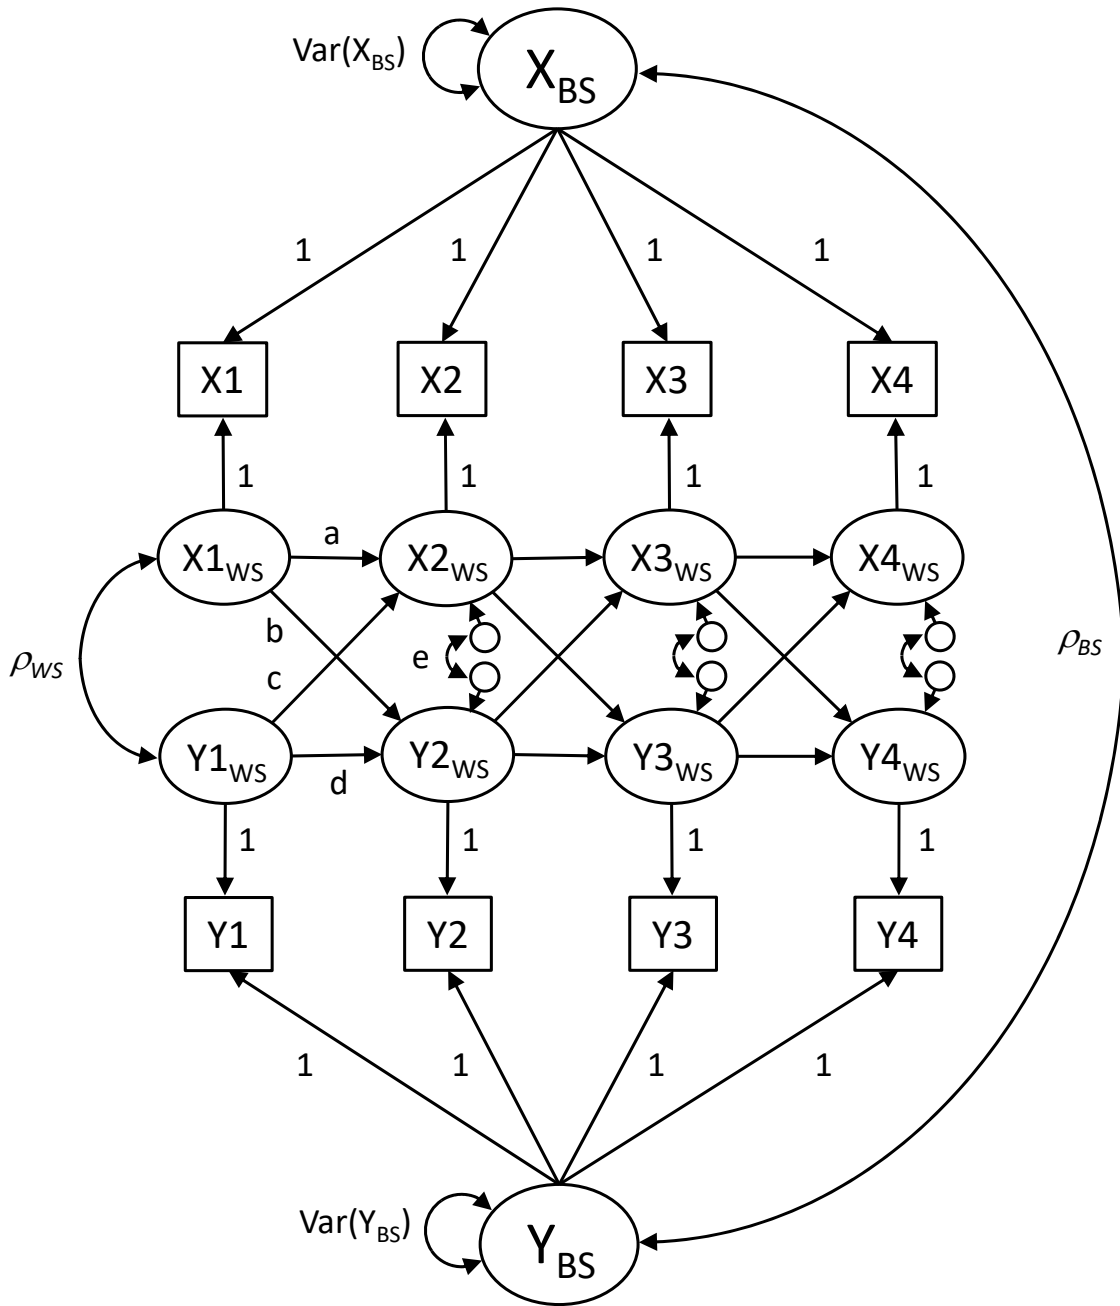 Var(X_BS)
X_BS
1 1 1 1
X1 X2 X3 X4
1 1 1 1
X1_WS a X2_WS X3_WS X4_WS
b
ρ_WS c e ρ_BS
Y1_WS d Y2_WS Y3_WS Y4_WS
1 1 1 1
Y1 Y2 Y3 Y4
1 1 1 1
Var(Y_BS)
Y_BS